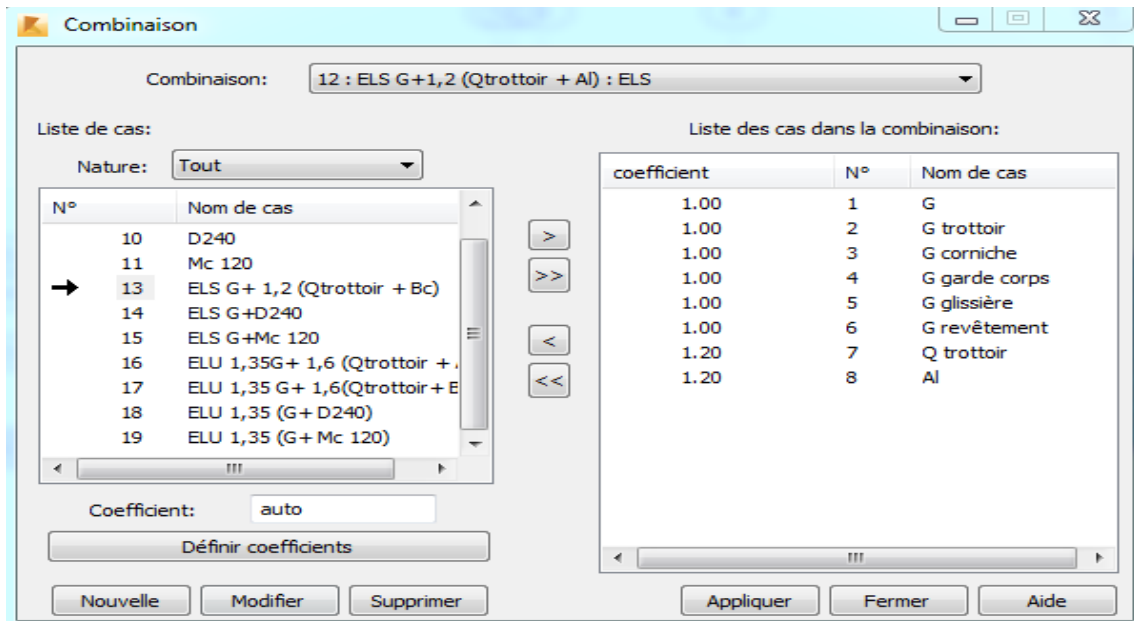 Combinaison
Combinaison: 12 : ELS G+1,2 (Qtrottoir + Al) : ELS
Liste de cas:
Nature: Tout
N° Nom de cas
10 D240
11 Mc 120
13 ELS G+ 1,2 (Qtrottoir + Bc)
14 ELS G+D240
15 ELS G+Mc 120
16 ELU 1,35G+ 1,6 (Qtrottoir +
17 ELU 1,35 G+ 1,6(Qtrottoir+ B
18 ELU 1,35 (G+ D240)
19 ELU 1,35 (G+ Mc 120)
Coefficient: auto
Définir coefficients
Nouvelle Modifier Supprimer
>
>>
<
<<
Liste des cas dans la combinaison:
coefficient N° Nom de cas
1.00 1 G
1.00 2 G trottoir
1.00 3 G corniche
1.00 4 G garde corps
1.00 5 G glissière
1.00 6 G revêtement
1.20 7 Q trottoir
1.20 8 Al
Appliquer Fermer Aide